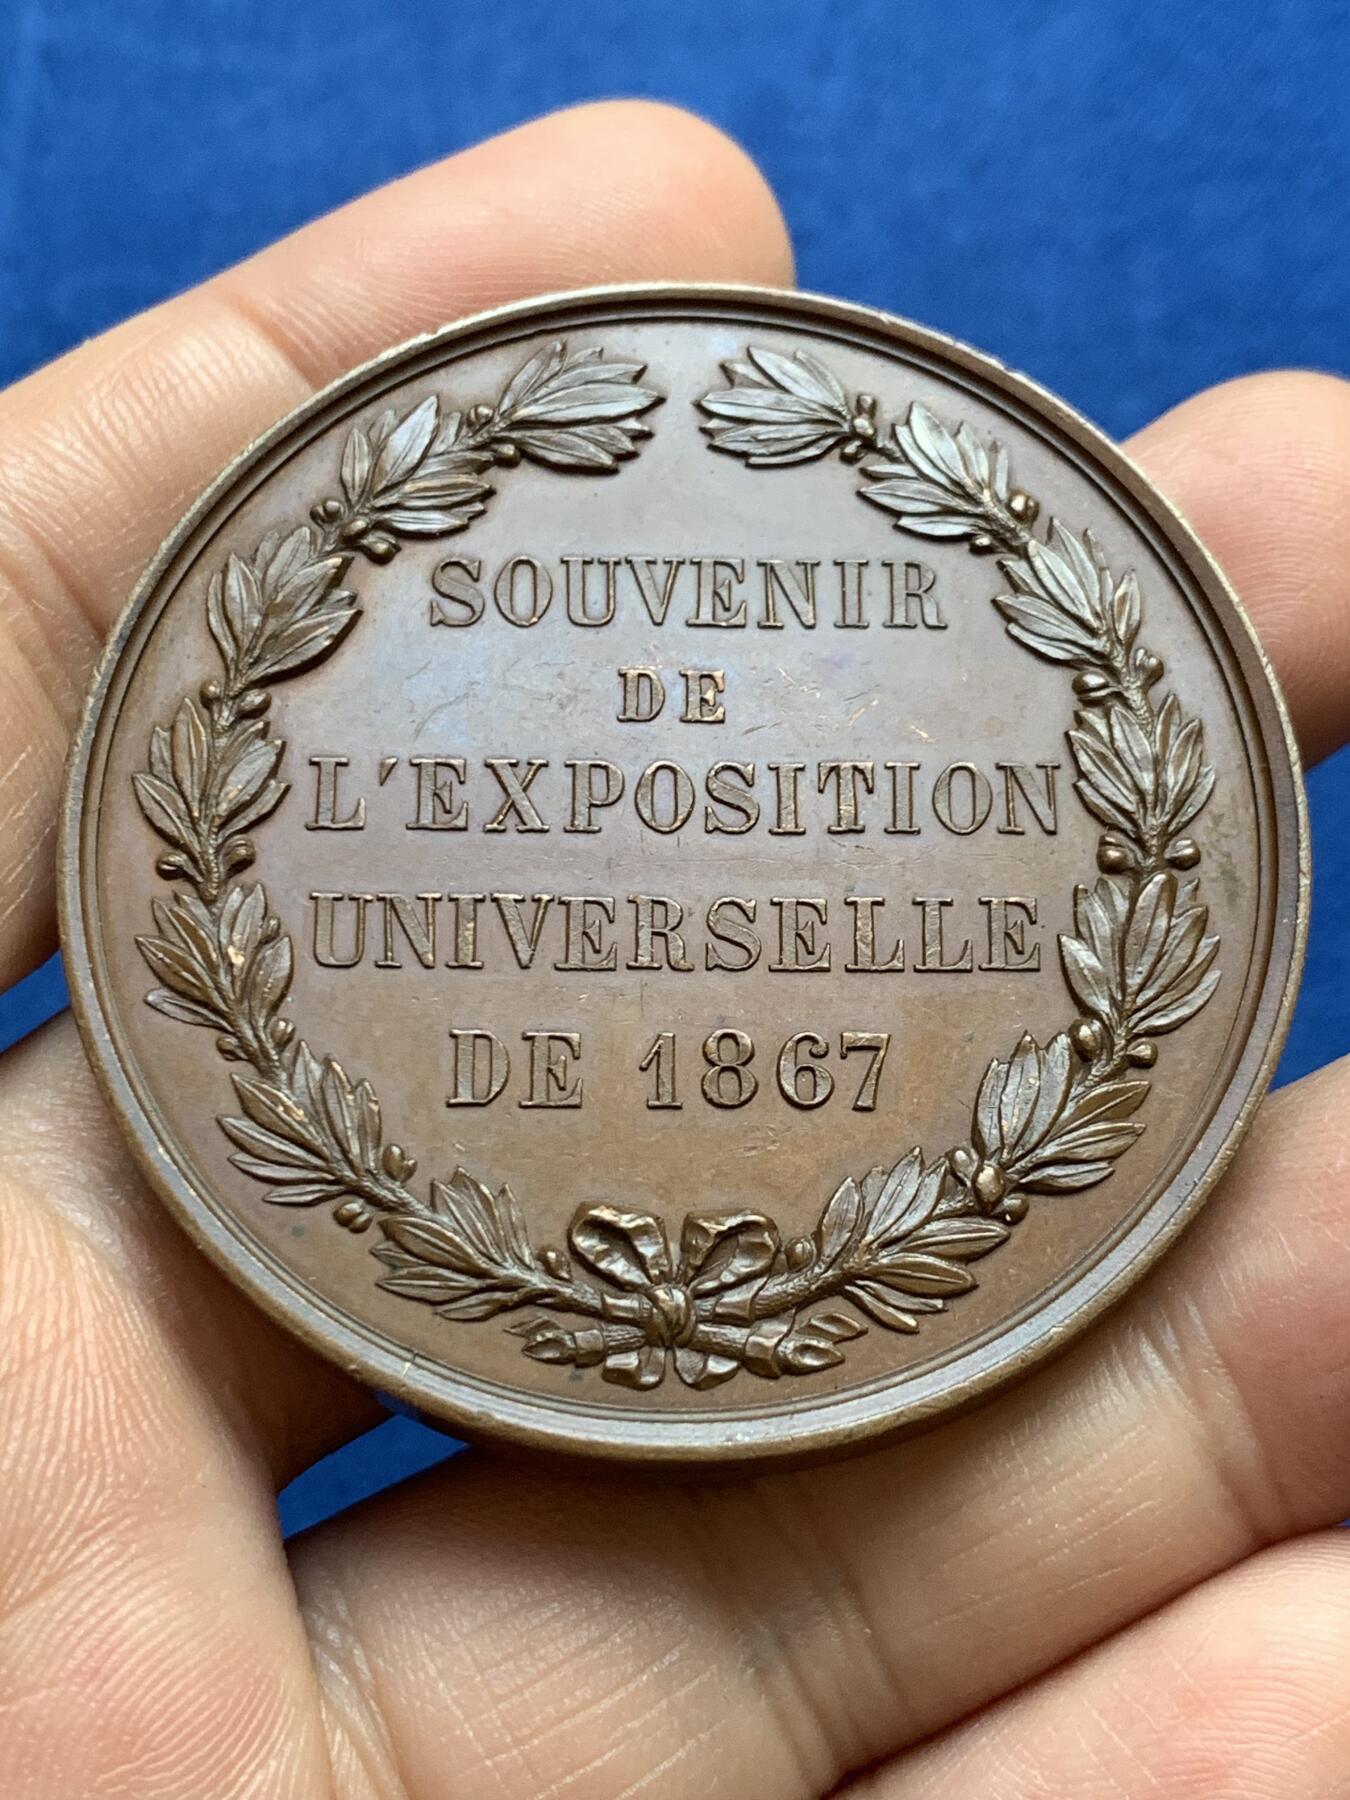 SOUVENIR
DE
L'EXPOSITION
UNIVERSELLE
DE 1867